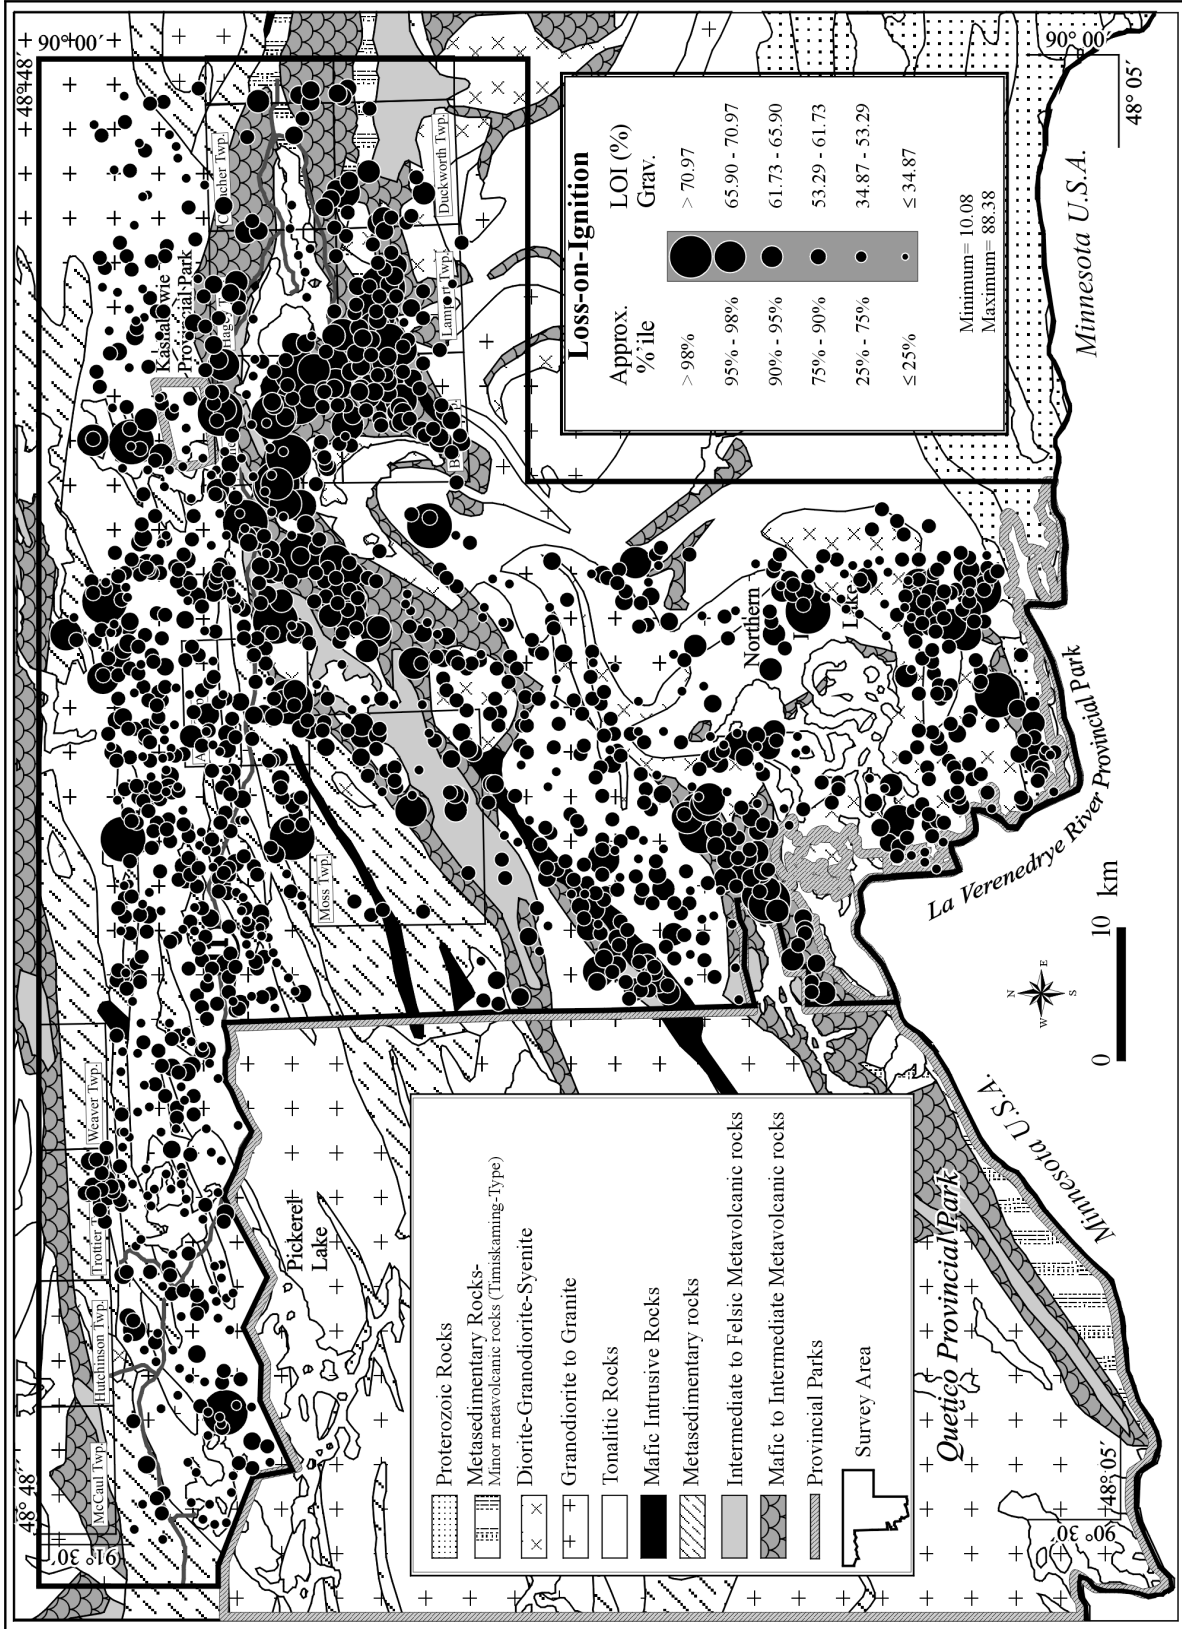 48° 48´
91° 30´
48°48´
90°00´
McCaul Twp.
Hutchinson Twp.
Trottier T
Weaver Twp.
Moss Twp.
Kashabowie
Provincial Park
Hage
Duckworth Twp.
Lamport Twp.
Pickerel
Lake
Northern
Lake
Quetico Provincial Park
La Verenedrye River Provincial Park
Minnesota U.S.A.
Minnesota U.S.A.
90° 00´
48° 05´
48°05´
90° 30´
Proterozoic Rocks
Metasedimentary Rocks-
Minor metavolcanic rocks (Timiskaming-Type)
Diorite-Granodiorite-Syenite
Granodiorite to Granite
Tonalitic Rocks
Mafic Intrusive Rocks
Metasedimentary rocks
Intermediate to Felsic Metavolcanic rocks
Mafic to Intermediate Metavolcanic rocks
Provincial Parks
Survey Area
N
E
S
W
0 10 km
Loss-on-Ignition
Approx. LOI (%)
%`ile Grav.
> 98% > 70.97
95% - 98% 65.90 - 70.97
90% - 95% 61.73 - 65.90
75% - 90% 53.29 - 61.73
25% - 75% 34.87 - 53.29
≤ 25% ≤ 34.87
Minimum= 10.08
Maximum= 88.38